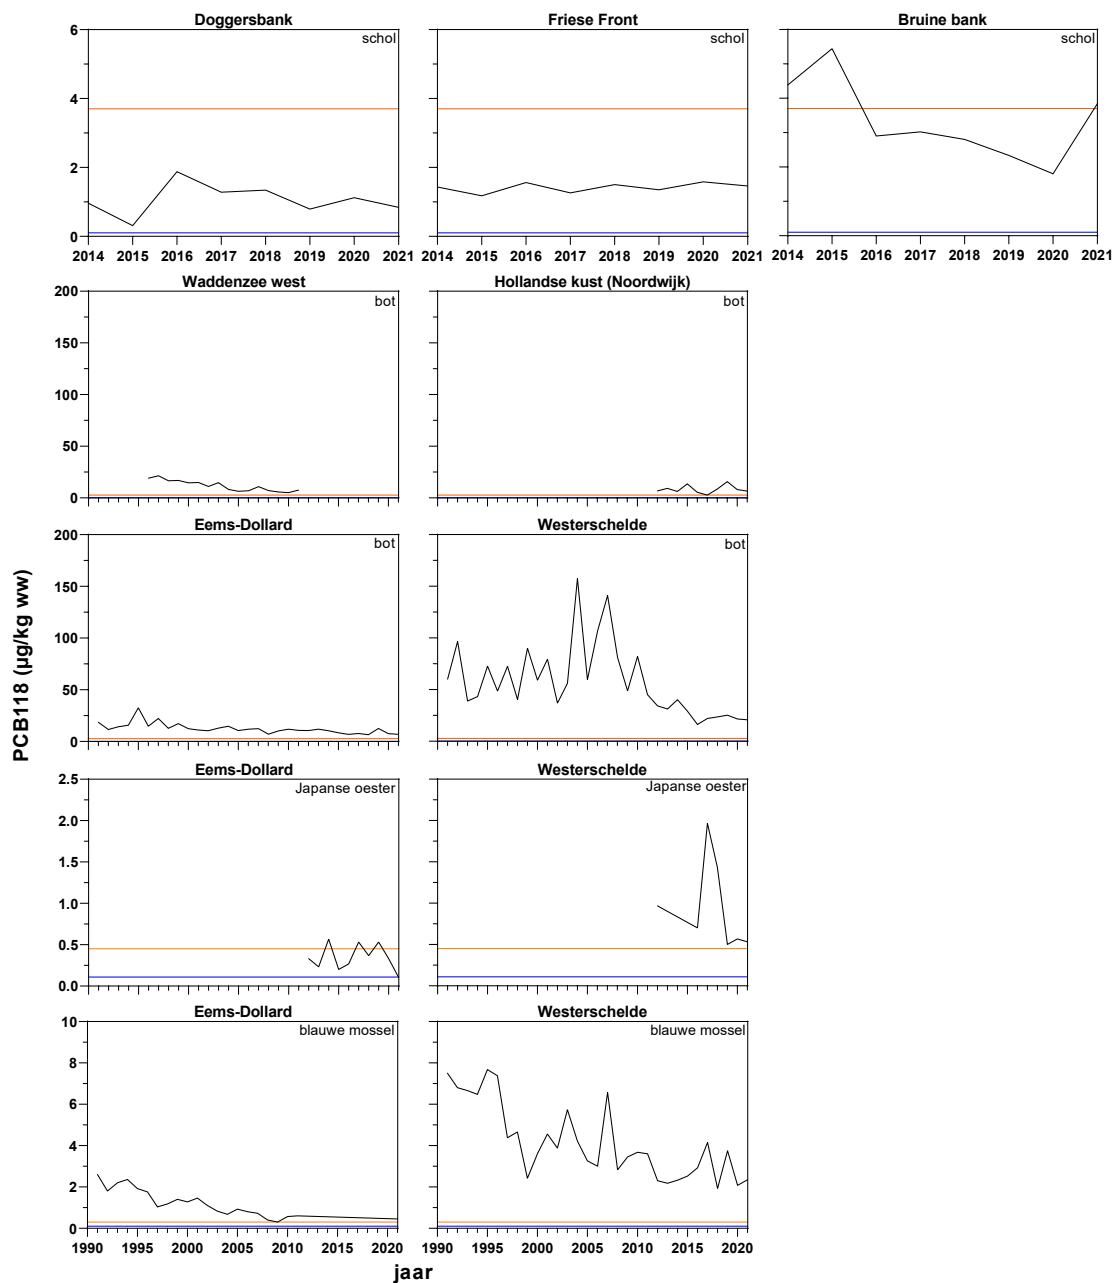 Doggersbank Friese Front Bruine bank
6 schol schol schol
4
2
0
2014 2015 2016 2017 2018 2019 2020 2021 2014 2015 2016 2017 2018 2019 2020 2021 2014 2015 2016 2017 2018 2019 2020 2021
Waddenzee west Hollandse kust (Noordwijk)
200 bot bot
150
100
50
0
Eems-Dollard Westerschelde
200 bot bot
150
100
50
0
PCB118 (µg/kg ww)
Eems-Dollard Westerschelde
2.5 Japanse oester Japanse oester
2.0
1.5
1.0
0.5
0.0
Eems-Dollard Westerschelde
10 blauwe mossel blauwe mossel
8
6
4
2
0
1990 1995 2000 2005 2010 2015 2020 1990 1995 2000 2005 2010 2015 2020
jaar